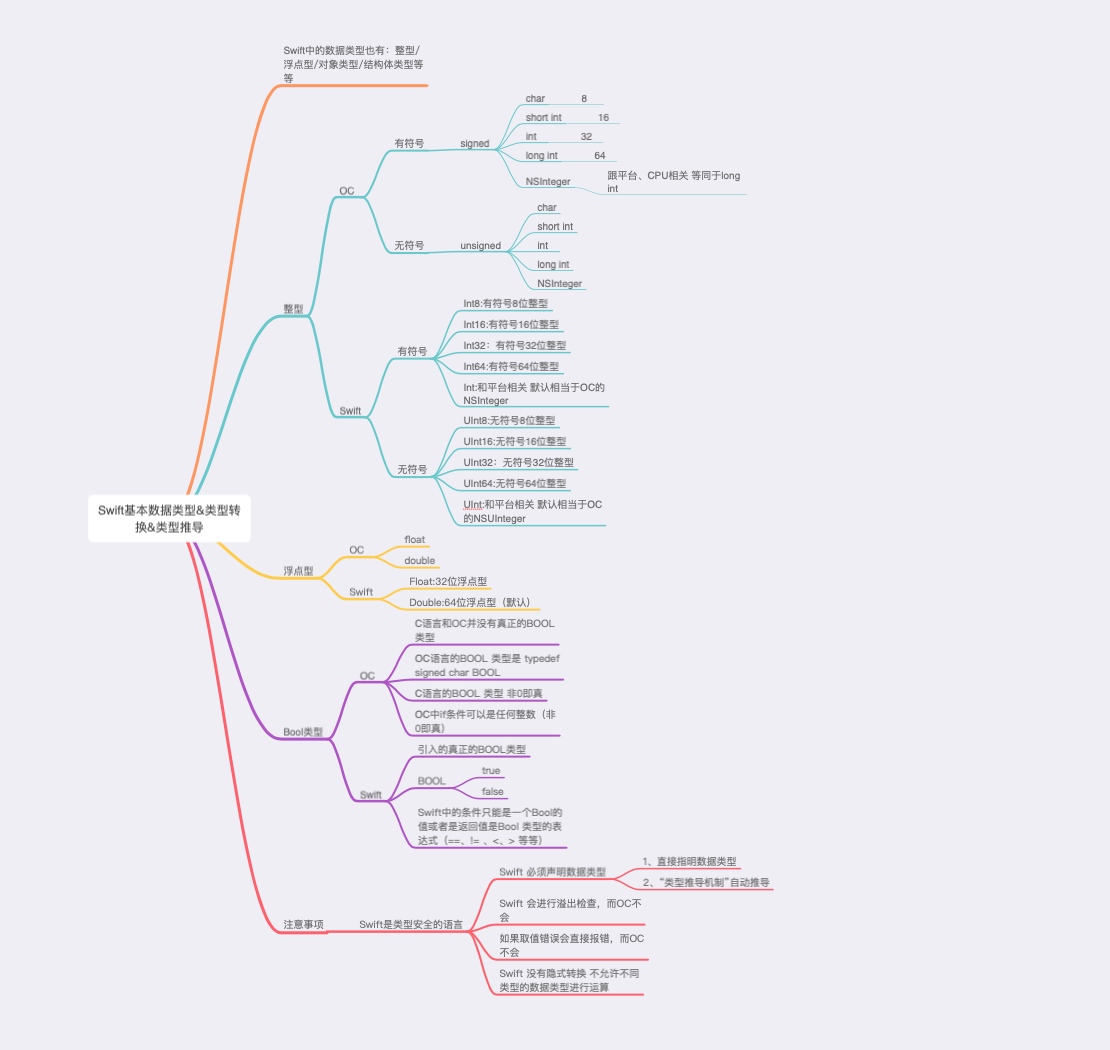 Swift中的数据类型也有：整型/
浮点型/对象类型/结构体类型等
等
char 8
short int 16
int 32
long int 64
NSInteger
跟平台、CPU相关 等同于long
int
有符号
signed
OC
char
short int
int
long int
NSInteger
无符号
unsigned
整型
Int8:有符号8位整型
Int16:有符号16位整型
Int32：有符号32位整型
Int64:有符号64位整型
Int:和平台相关 默认相当于OC的
NSInteger
有符号
Swift
UInt8:无符号8位整型
UInt16:无符号16位整型
UInt32：无符号32位整型
UInt64:无符号64位整型
UInt:和平台相关 默认相当于OC
的NSUInteger
无符号
Swift基本数据类型&类型转
换&类型推导
浮点型
OC
float
double
Swift
Float:32位浮点型
Double:64位浮点型（默认）
Bool类型
OC
C语言和OC并没有真正的BOOL
类型
OC语言的BOOL 类型是 typedef
signed char BOOL
C语言的BOOL 类型 非0即真
OC中if条件可以是任何整数（非
0即真）
Swift
引入的真正的BOOL类型
BOOL
true
false
Swift中的条件只能是一个Bool的
值或者是返回值是Bool 类型的表
达式（==、!= 、<、> 等等）
注意事项
Swift是类型安全的语言
Swift 必须声明数据类型
1、直接指明数据类型
2、“类型推导机制”自动推导
Swift 会进行溢出检查，而OC不
会
如果取值错误会直接报错，而OC
不会
Swift 没有隐式转换 不允许不同
类型的数据类型进行运算